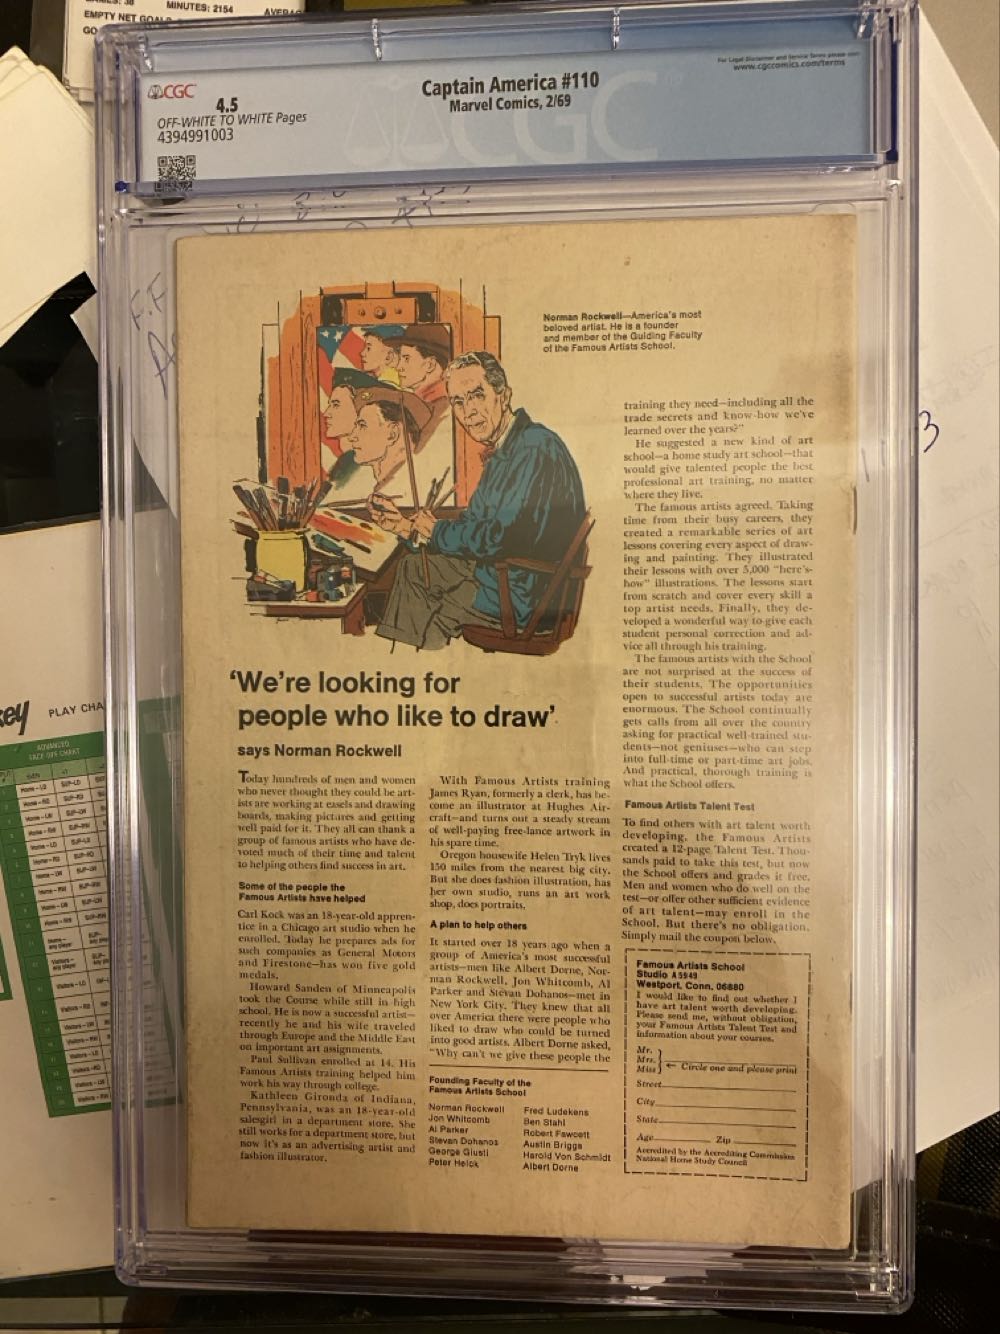 MINUTES: 2154
EMPTY NET GOAL
CGC
4.5
OFF-WHITE TO WHITE Pages
4394991003
Captain America #110
Marvel Comics, 2/69
www.cgccomics.com/terms
Norman Rockwell—America's most
beloved artist. He is a founder
and member of the Guiding Faculty
of the Famous Artists School.
'We're looking for
people who like to draw'
says Norman Rockwell
Today hundreds of men and women
who never thought they could be art-
ists are working at easels and drawing
boards, making pictures and getting
well paid for it. They all can thank a
group of famous artists who have de-
voted much of their time and talent
to helping others find success in art.
Some of the people the
Famous Artists have helped
Carl Kock was an 18-year-old appren-
tice in a Chicago art studio when he
enrolled. Today he prepares ads for
such companies as General Motors
and Firestone—has won five gold
medals.
Howard Sanden of Minneapolis
took the Course while still in high
school. He is now a successful artist—
recently he and his wife traveled
through Europe and the Middle East
on important art assignments.
Paul Sullivan enrolled at 14. His
Famous Artists training helped him
work his way through college.
Kathleen Gironda of Indiana,
Pennsylvania, was an 18-year-old
salesgirl in a department store. She
still works for a department store, but
now it's as an advertising artist and
fashion illustrator.
With Famous Artists training
James Ryan, formerly a clerk, has be-
come an illustrator at Hughes Air-
craft—and turns out a steady stream
of well-paying free-lance artwork in
his spare time.
Oregon housewife Helen Tryk lives
150 miles from the nearest big city.
But she does fashion illustration, has
her own studio, runs an art work
shop, does portraits.
A plan to help others
It started over 18 years ago when a
group of America's most successful
artists—men like Albert Dorne, Nor-
man Rockwell, Jon Whitcomb, Al
Parker and Stevan Dohanos—met in
New York City. They knew that all
over America there were people who
liked to draw who could be turned
into good artists. Albert Dorne asked,
"Why can't we give these people the
Founding Faculty of the
Famous Artists School
Norman Rockwell
Jon Whitcomb
Al Parker
Stevan Dohanos
George Giusti
Peter Helck
Fred Ludekens
Ben Stahl
Robert Fawcett
Austin Briggs
Harold Von Schmidt
Albert Dorne
training they need—including all the
trade secrets and know-how we've
learned over the years?"
He suggested a new kind of art
school—a home study art school—that
would give talented people the best
professional art training, no matter
where they live.
The famous artists agreed. Taking
time from their busy careers, they
created a remarkable series of art
lessons covering every aspect of draw-
ing and painting. They illustrated
their lessons with over 5,000 "here's-
how" illustrations. The lessons start
from scratch and cover every skill a
top artist needs. Finally, they de-
veloped a wonderful way to give each
student personal correction and ad-
vice all through his training.
The famous artists with the School
are not surprised at the success of
their students. The opportunities
open to successful artists today are
enormous. The School continually
gets calls from all over the country
asking for practical well-trained stu-
dents—not geniuses—who can step
into full-time or part-time art jobs.
And practical, thorough training is
what the School offers.
Famous Artists Talent Test
To find others with art talent worth
developing, the Famous Artists
created a 12-page Talent Test. Thou-
sands paid to take this test, but now
the School offers and grades it free.
Men and women who do well on the
test—or offer other sufficient evidence
of art talent—may enroll in the
School. But there's no obligation.
Simply mail the coupon below.
Famous Artists School
Studio A5949
Westport, Conn. 06880
I would like to find out whether I
have art talent worth developing.
Please send me, without obligation,
your Famous Artists Talent Test and
information about your courses.
Mr.
Mrs.
Miss
← Circle one and please print
Street
City
State
Age Zip
Accredited by the Accrediting Commission
National Home Study Council
PLAY CHA
ADVANCED
FACE OFF CHART
3